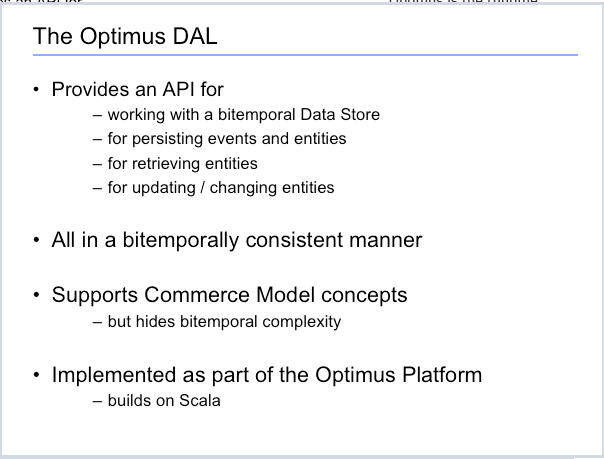 The Optimus DAL
• Provides an API for
– working with a bitemporal Data Store
– for persisting events and entities
– for retrieving entities
– for updating / changing entities
• All in a bitemporally consistent manner
• Supports Commerce Model concepts
– but hides bitemporal complexity
• Implemented as part of the Optimus Platform
– builds on Scala